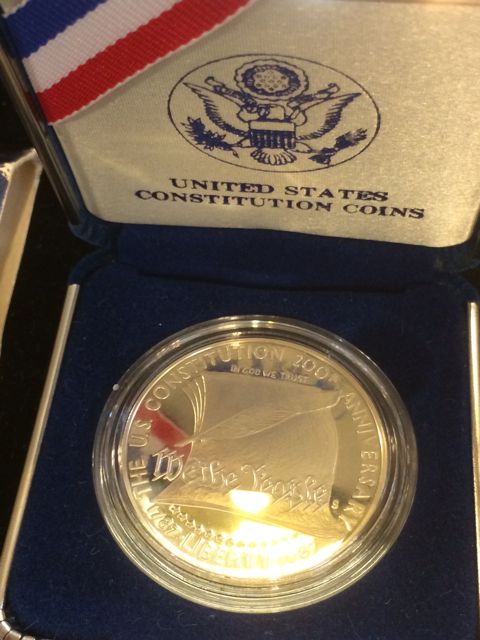 UNITED STATES
CONSTITUTION COINS
THE U.S. CONSTITUTION 200TH ANNIVERSARY
IN GOD WE TRUST
We the People
S
1787 LIBERTY 1987